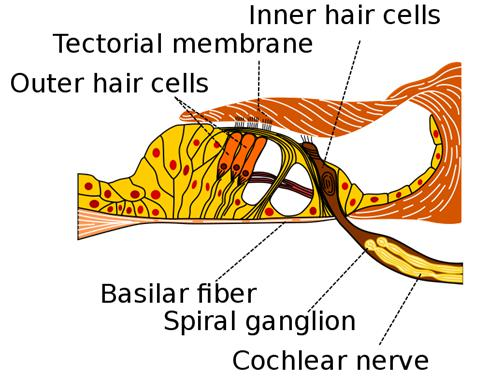 Inner hair cells
Tectorial membrane
Outer hair cells
Basilar fiber
Spiral ganglion
Cochlear nerve